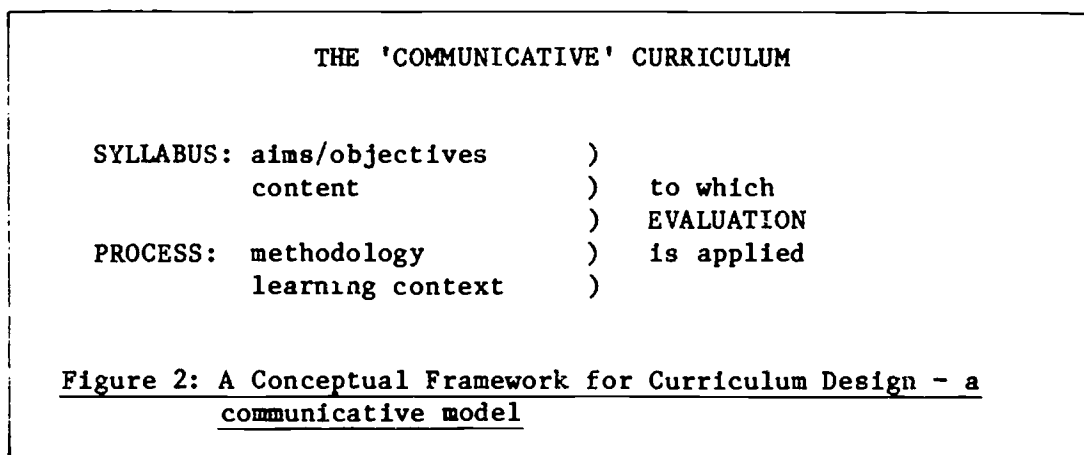 THE 'COMMUNICATIVE' CURRICULUM
SYLLABUS: aims/objectives )
content ) to which
) EVALUATION
PROCESS: methodology ) is applied
learning context )
Figure 2: A Conceptual Framework for Curriculum Design - a
communicative model